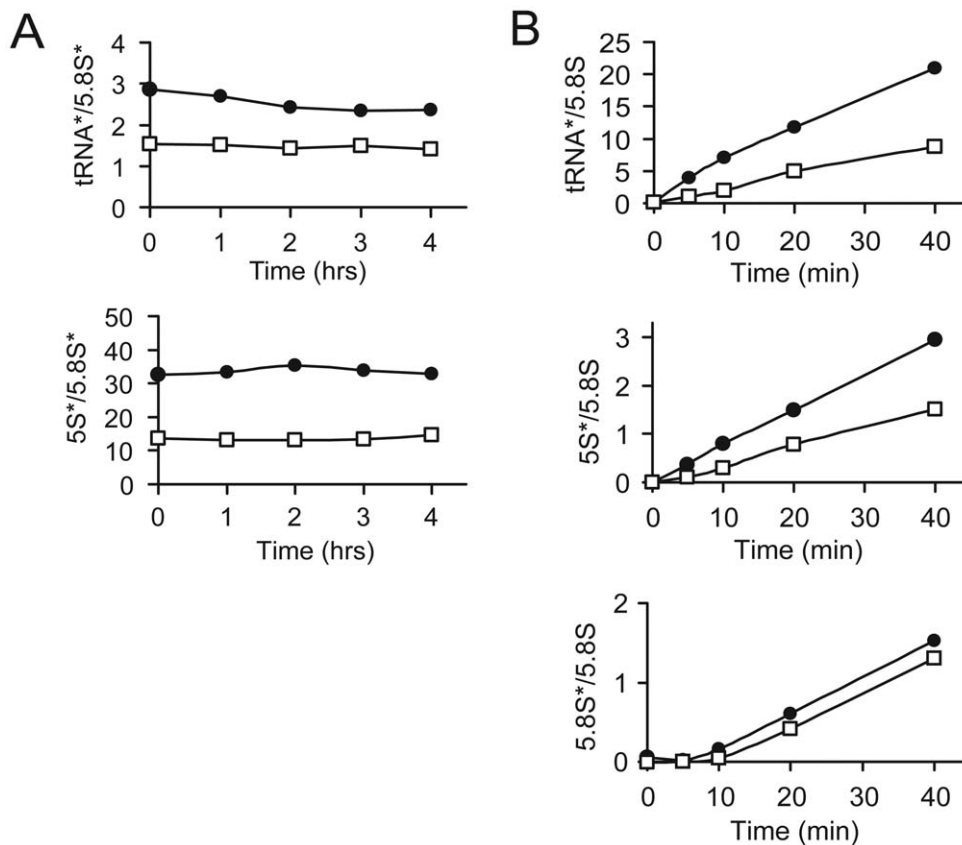 A
tRNA*/5.8S*
4
3
2
1
0
0 1 2 3 4
Time (hrs)
5S*/5.8S*
50
40
30
20
10
0
0 1 2 3 4
Time (hrs)
B
tRNA*/5.8S
25
20
15
10
5
0
0 10 20 30 40
Time (min)
5S*/5.8S
3
2
1
0
0 10 20 30 40
Time (min)
5.8S*/5.8S
2
1
0
0 10 20 30 40
Time (min)